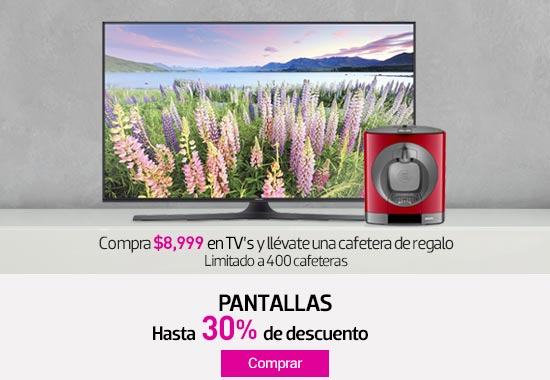 Compra $8,999 en TV's y llévate una cafetera de regalo
Limitado a 400 cafeteras
PANTALLAS
Hasta 30% de descuento
Comprar